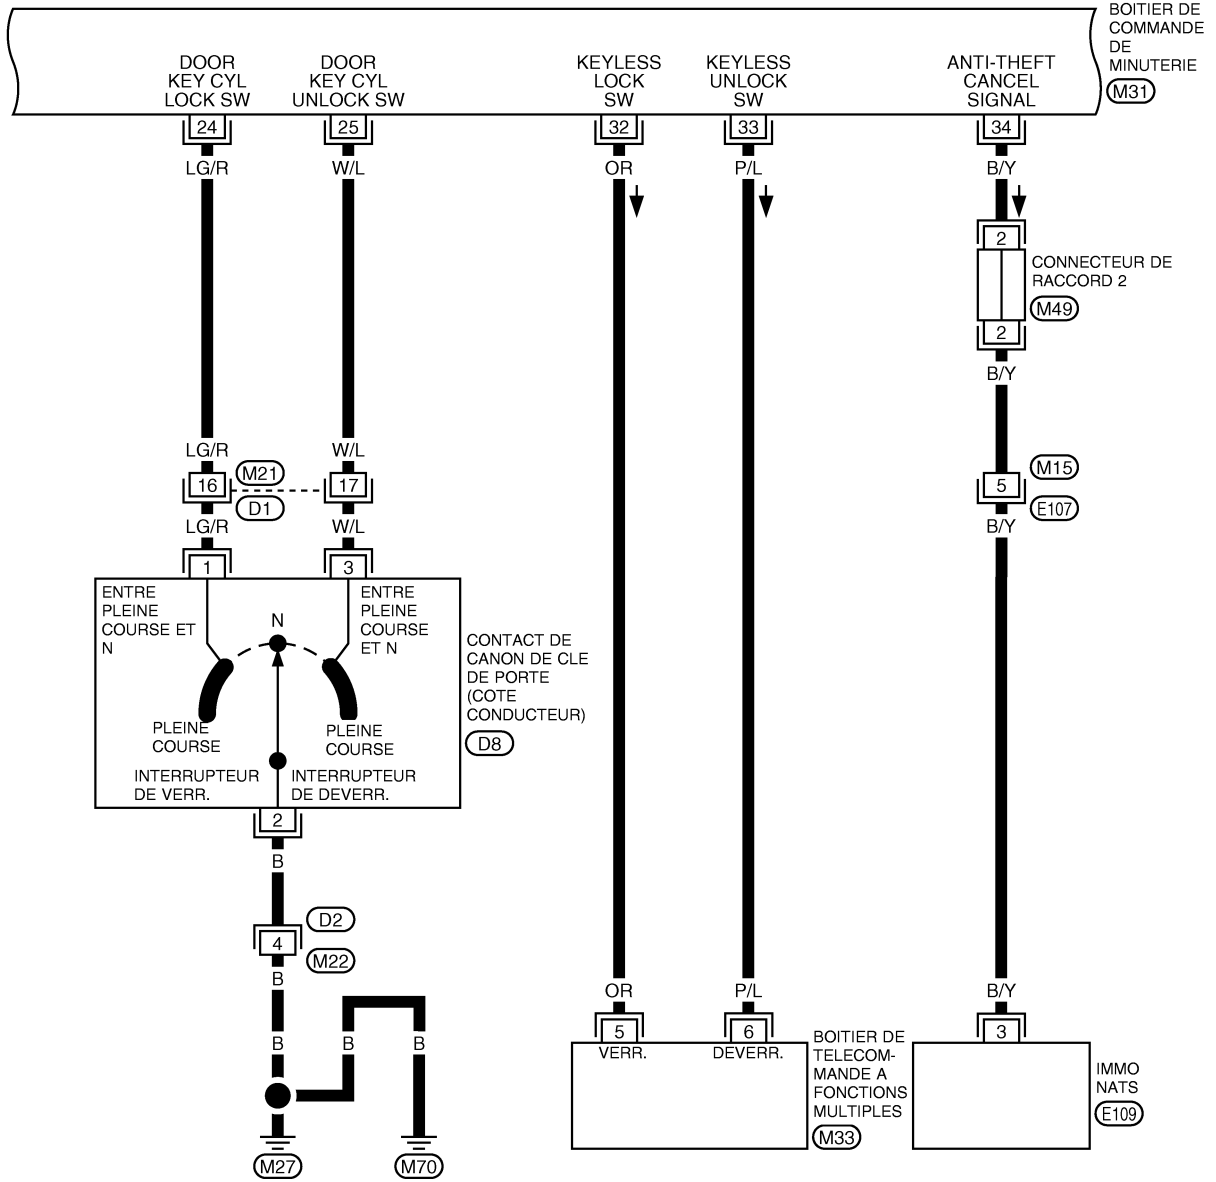 BOITIER DE
COMMANDE
DE
MINUTERIE
M31
DOOR
KEY CYL
LOCK SW
DOOR
KEY CYL
UNLOCK SW
KEYLESS
LOCK
SW
KEYLESS
UNLOCK
SW
ANTI-THEFT
CANCEL
SIGNAL
24
25
32
33
34
LG/R
W/L
OR
P/L
B/Y
2
CONNECTEUR DE
RACCORD 2
M49
2
B/Y
LG/R
W/L
16
M21
D1
17
5
M15
E107
LG/R
W/L
B/Y
1
3
ENTRE
PLEINE
COURSE ET
N
N
ENTRE
PLEINE
COURSE
ET N
CONTACT DE
CANON DE CLE
DE PORTE
(COTE
CONDUCTEUR)
D8
PLEINE
COURSE
PLEINE
COURSE
INTERRUPTEUR
DE VERR.
INTERRUPTEUR
DE DEVERR.
2
B
D2
4
M22
B
OR
P/L
B/Y
B
B
B
5
6
3
VERR.
DEVERR.
BOITIER DE
TELECOM-
MANDE A
FONCTIONS
MULTIPLES
M33
IMMO
NATS
E109
M27
M70